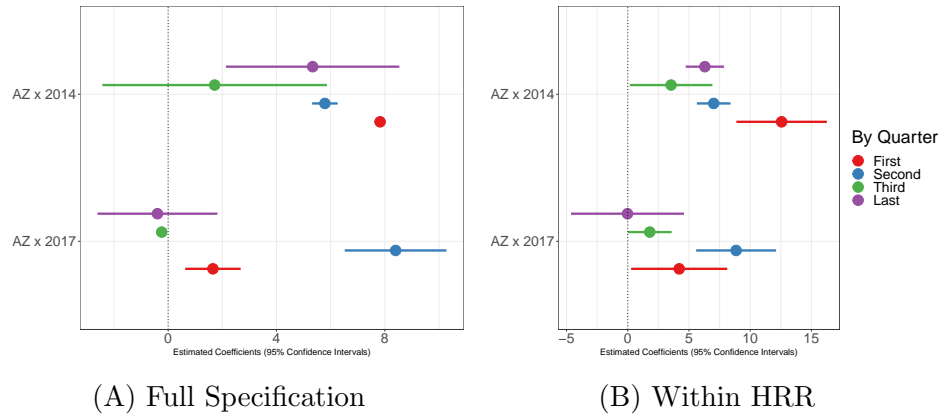 AZ x 2014
AZ x 2017
0
4
8
Estimated Coefficients (95% Confidence Intervals)
(A) Full Specification
AZ x 2014
AZ x 2017
−5
0
5
10
15
Estimated Coefficients (95% Confidence Intervals)
(B) Within HRR
By Quarter
First
Second
Third
Last